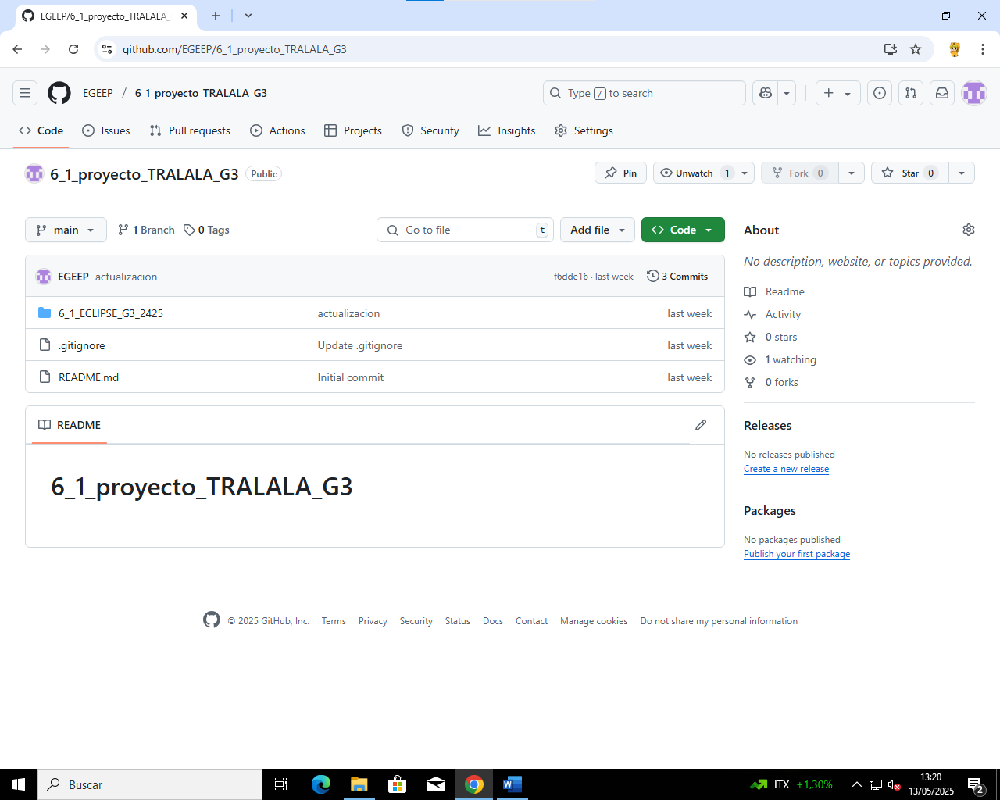 EGEEP/6_1_proyecto_TRALALA_
github.com/EGEEP/6_1_proyecto_TRALALA_G3
EGEEP / 6_1_proyecto_TRALALA_G3
Type / to search
Code Issues Pull requests Actions Projects Security Insights Settings
6_1_proyecto_TRALALA_G3 Public
Pin Unwatch 1 Fork 0 Star 0
main 1 Branch 0 Tags Go to file t Add file Code
EGEEP actualizacion f6dde16 · last week 3 Commits
6_1_ECLIPSE_G3_2425 actualizacion last week
.gitignore Update .gitignore last week
README.md Initial commit last week
README
6_1_proyecto_TRALALA_G3
About
No description, website, or topics provided.
Readme
Activity
0 stars
1 watching
0 forks
Releases
No releases published
Create a new release
Packages
No packages published
Publish your first package
© 2025 GitHub, Inc. Terms Privacy Security Status Docs Contact Manage cookies Do not share my personal information
Buscar
W
ITX +1,30%
13:20
13/05/2025
2